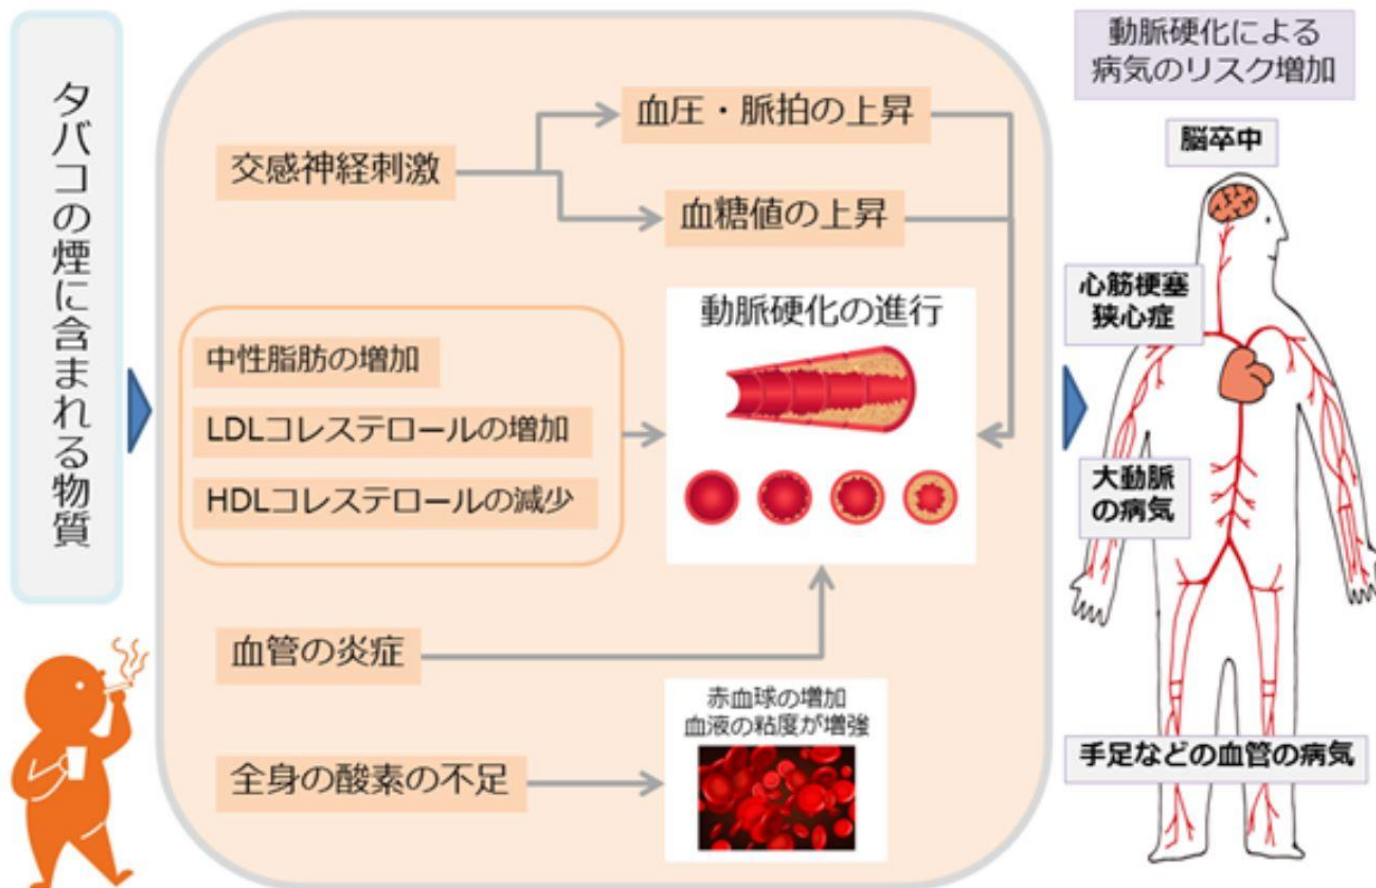 タバコの煙に含まれる物質
交感神経刺激
血圧・脈拍の上昇
血糖値の上昇
中性脂肪の増加
LDLコレステロールの増加
HDLコレステロールの減少
動脈硬化の進行
血管の炎症
全身の酸素の不足
赤血球の増加
血液の粘度が増強
動脈硬化による
病気のリスク増加
脳卒中
心筋梗塞
狭心症
大動脈
の病気
手足などの血管の病気